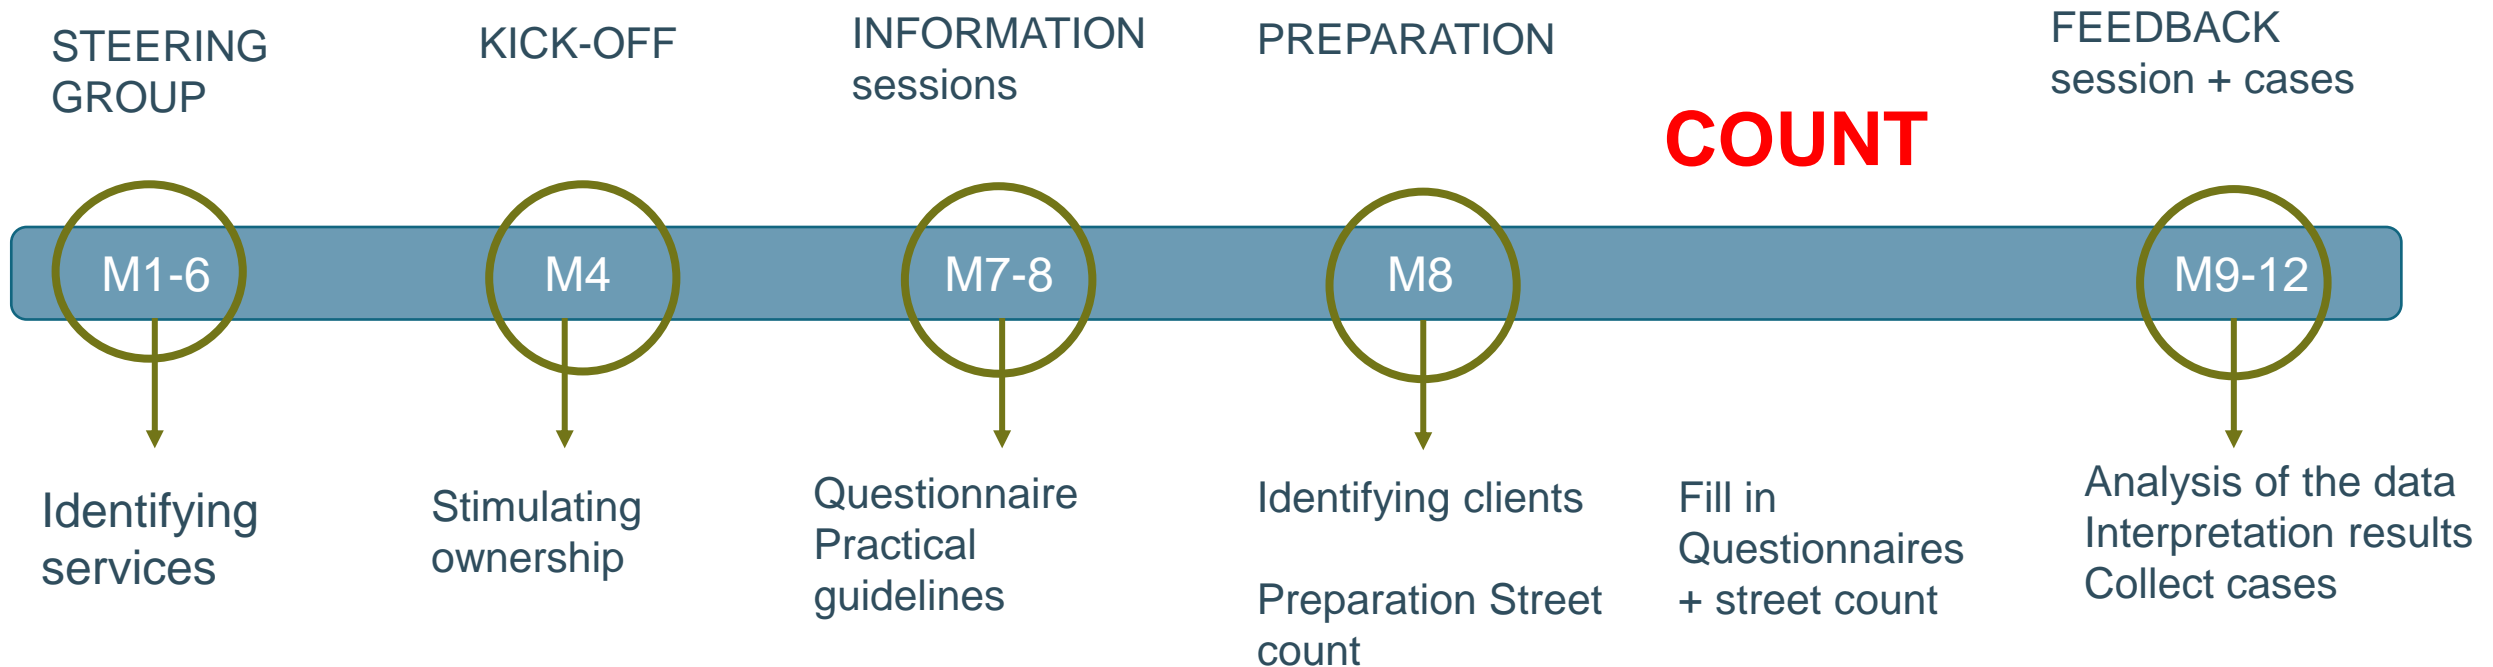 STEERING
GROUP
KICK-OFF
INFORMATION
sessions
PREPARATION
COUNT
FEEDBACK
session + cases
M1-6
M4
M7-8
M8
M9-12
Identifying
services
Stimulating
ownership
Questionnaire
Practical
guidelines
Identifying clients
Preparation Street
count
Fill in
Questionnaires
+ street count
Analysis of the data
Interpretation results
Collect cases